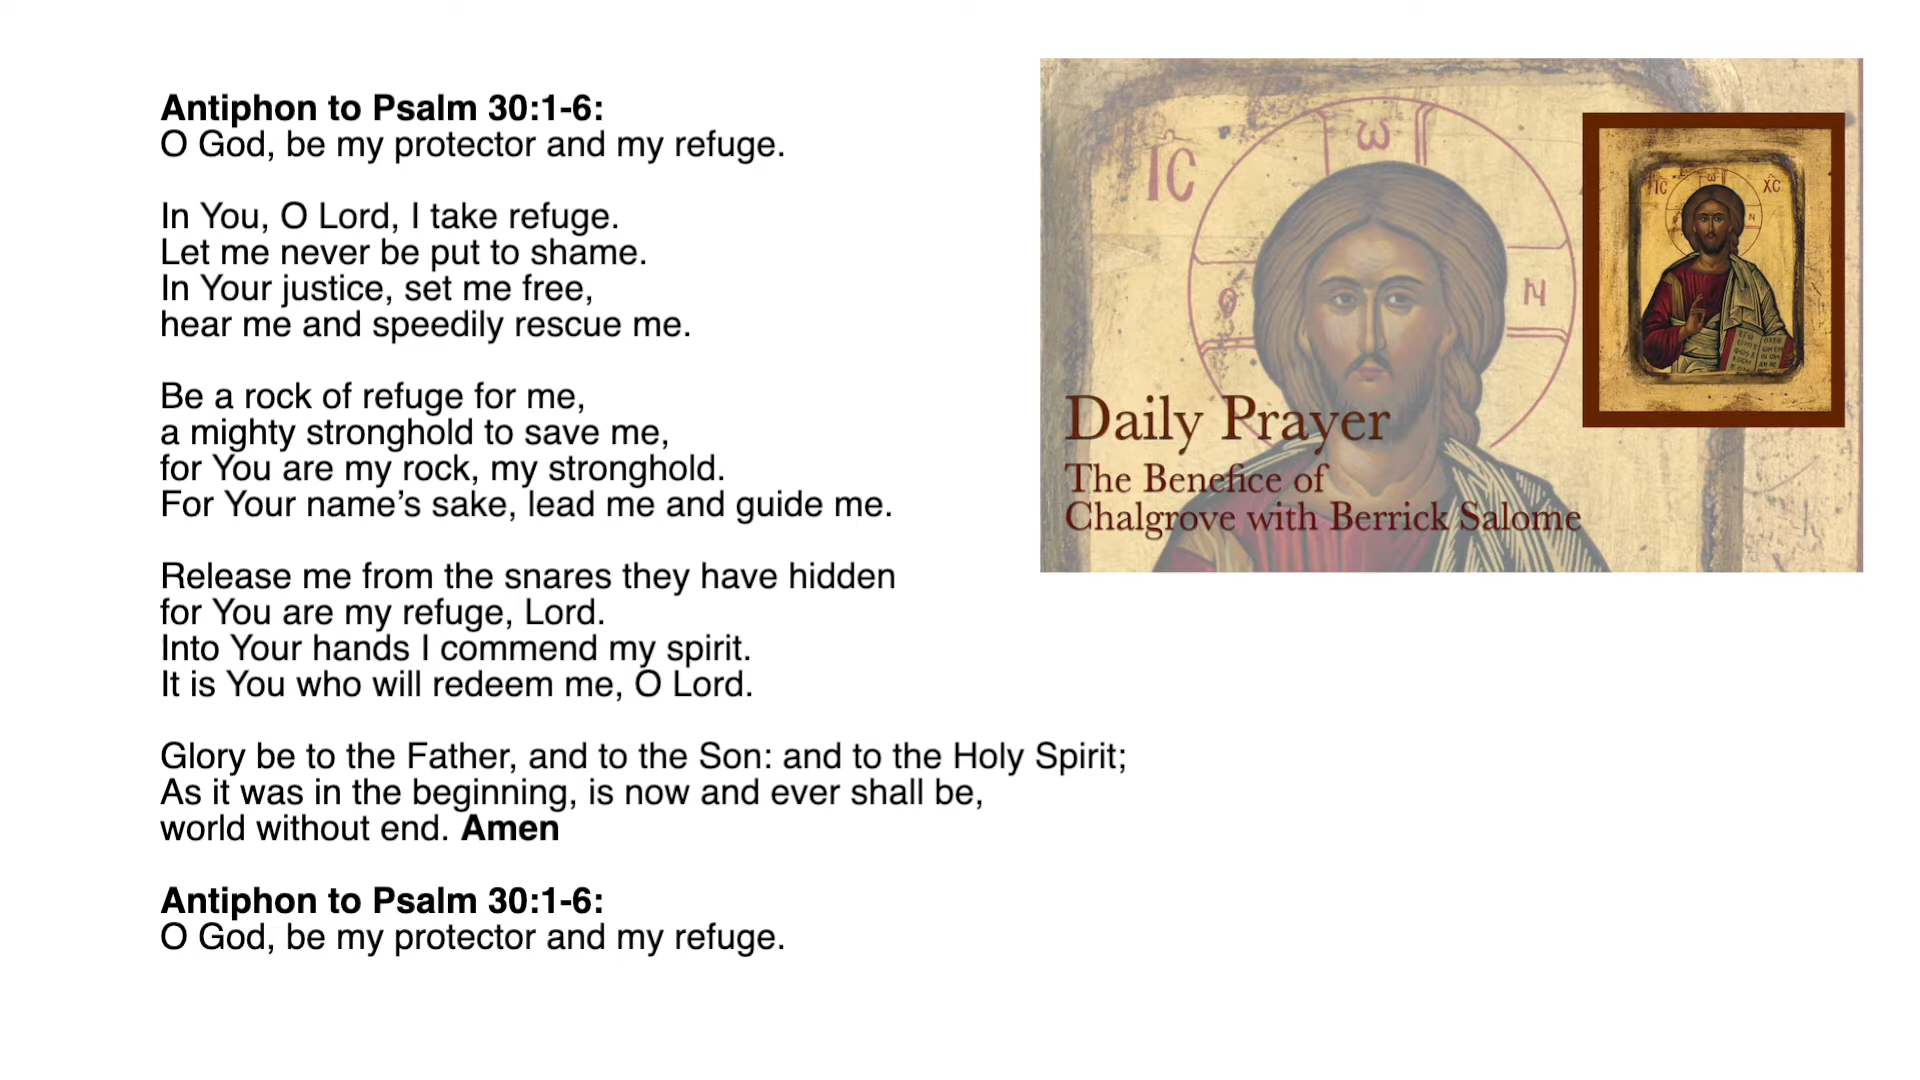 Antiphon to Psalm 30:1-6:
O God, be my protector and my refuge.
In You, O Lord, I take refuge.
Let me never be put to shame.
In Your justice, set me free,
hear me and speedily rescue me.
Be a rock of refuge for me,
a mighty stronghold to save me,
for You are my rock, my stronghold.
For Your name’s sake, lead me and guide me.
Release me from the snares they have hidden
for You are my refuge, Lord.
Into Your hands I commend my spirit.
It is You who will redeem me, O Lord.
Glory be to the Father, and to the Son: and to the Holy Spirit;
As it was in the beginning, is now and ever shall be,
world without end. Amen
Antiphon to Psalm 30:1-6:
O God, be my protector and my refuge.
IC
ω
N
Daily Prayer
The Benefice of
Chalgrove with Berrick Salome
IC
ω
XC
N